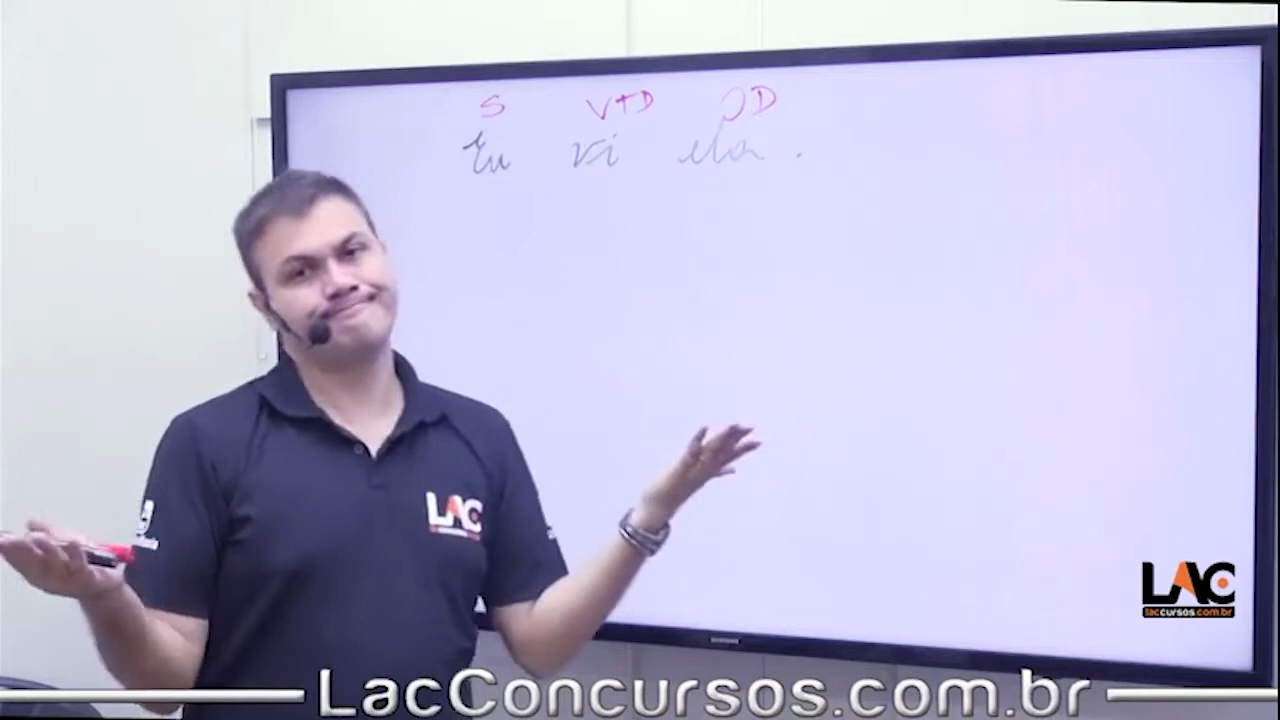 S VTD OD
Eu vi ela.
LAC
LAC
laccursos.com.br
LacConcursos.com.br